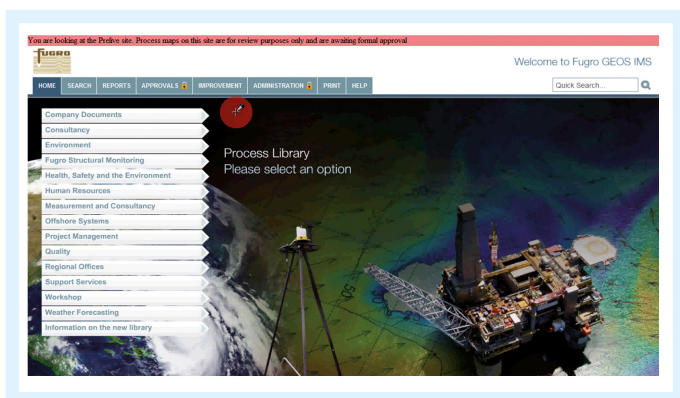 You are looking at the Prelive site. Process maps on this site are for review purposes only and are awaiting formal approval
fugro
Welcome to Fugro GEOS IMS
HOME SEARCH REPORTS APPROVALS IMPROVEMENT ADMINISTRATION PRINT HELP
Quick Search...
Company Documents
Consultancy
Environment
Fugro Structural Monitoring
Health, Safety and the Environment
Human Resources
Measurement and Consultancy
Offshore Systems
Project Management
Quality
Regional Offices
Support Services
Workshop
Weather Forecasting
Information on the new library
Process Library
Please select an option